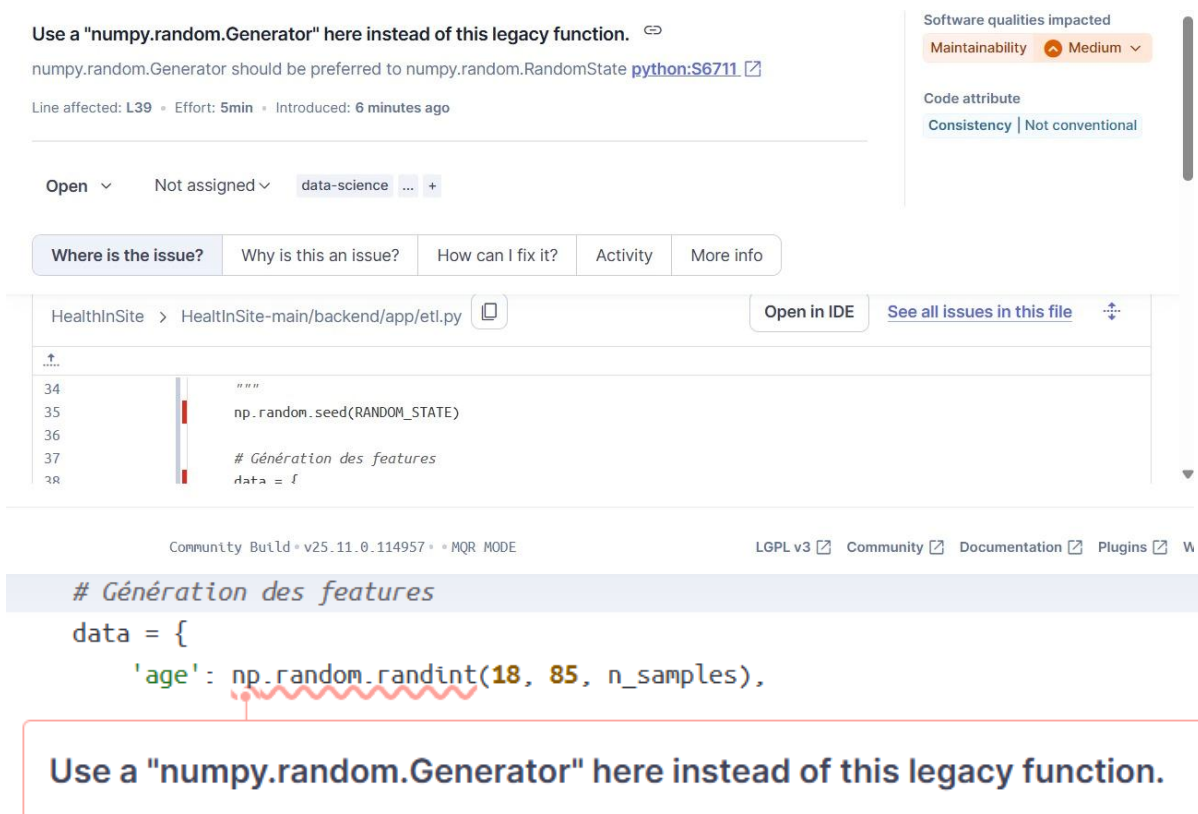 Use a "numpy.random.Generator" here instead of this legacy function.
numpy.random.Generator should be preferred to numpy.random.RandomState python:S6711
Line affected: L39 • Effort: 5min • Introduced: 6 minutes ago
Software qualities impacted
Maintainability Medium
Code attribute
Consistency | Not conventional
Open Not assigned data-science ... +
Where is the issue? Why is this an issue? How can I fix it? Activity More info
HealthInSite > HealtInSite-main/backend/app/etl.py Open in IDE See all issues in this file
34 """
35 np.random.seed(RANDOM_STATE)
36
37 # Génération des features
38 data = {
Community Build • v25.11.0.114957 • • MQR MODE LGPL v3 Community Documentation Plugins
# Génération des features
data = {
'age': np.random.randint(18, 85, n_samples),
Use a "numpy.random.Generator" here instead of this legacy function.